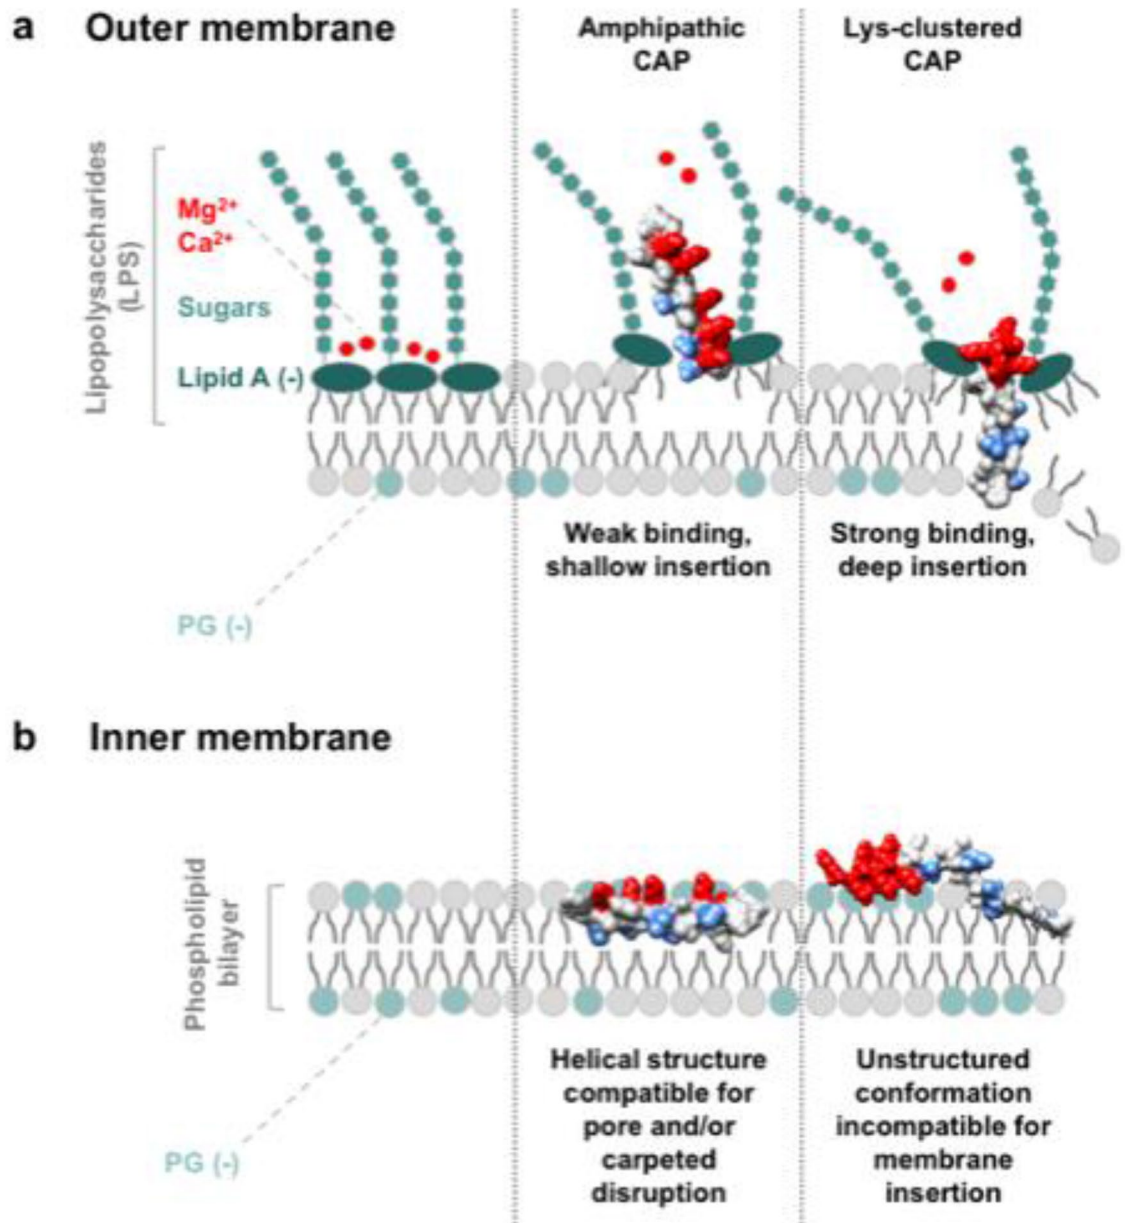 a Outer membrane
Amphipathic
CAP
Lys-clustered
CAP
Lipopolysaccharides
(LPS)
Mg²⁺
Ca²⁺
Sugars
Lipid A (-)
Weak binding,
shallow insertion
Strong binding,
deep insertion
PG (-)
b Inner membrane
Phospholipid
bilayer
Helical structure
compatible for
pore and/or
carpeted
disruption
Unstructured
conformation
incompatible for
membrane
insertion
PG (-)